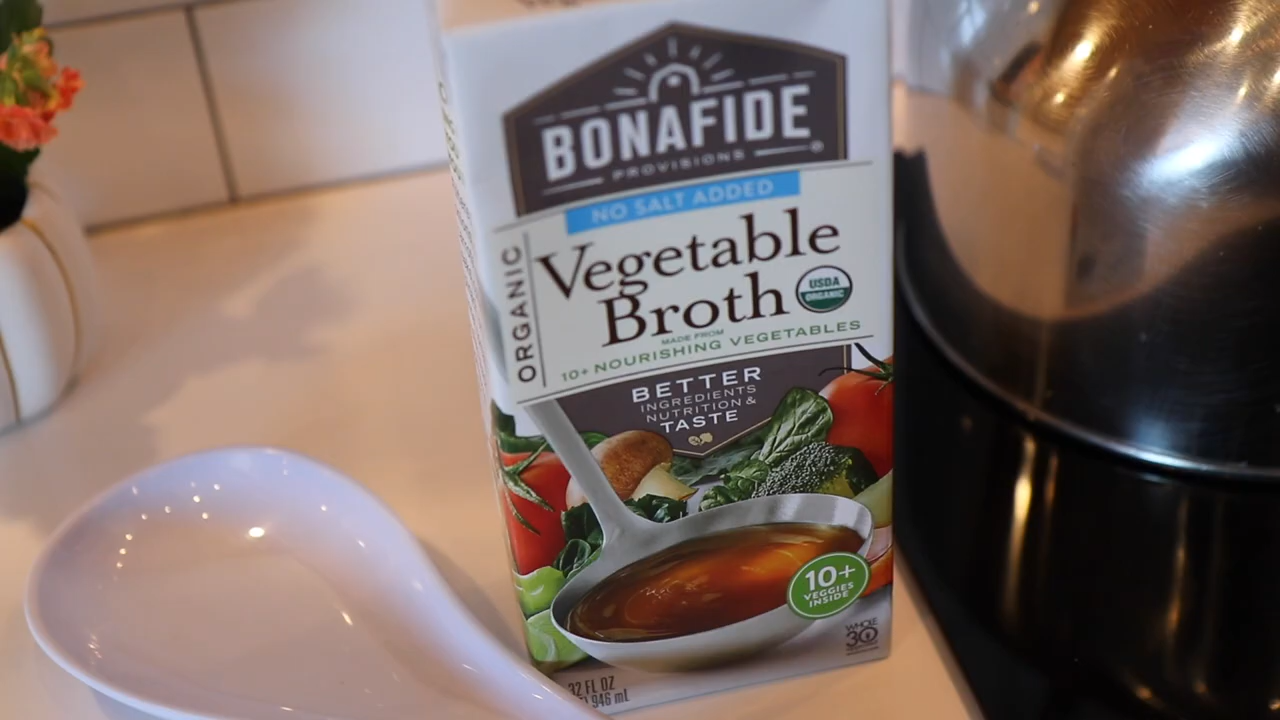 BONAFIDE
PROVISIONS
NO SALT ADDED
ORGANIC
Vegetable
Broth
USDA
ORGANIC
MADE FROM
10+ NOURISHING VEGETABLES
BETTER
INGREDIENTS
NUTRITION &
TASTE
10+
VEGGIES
INSIDE
WHOLE
30
32 FL OZ
946 mL